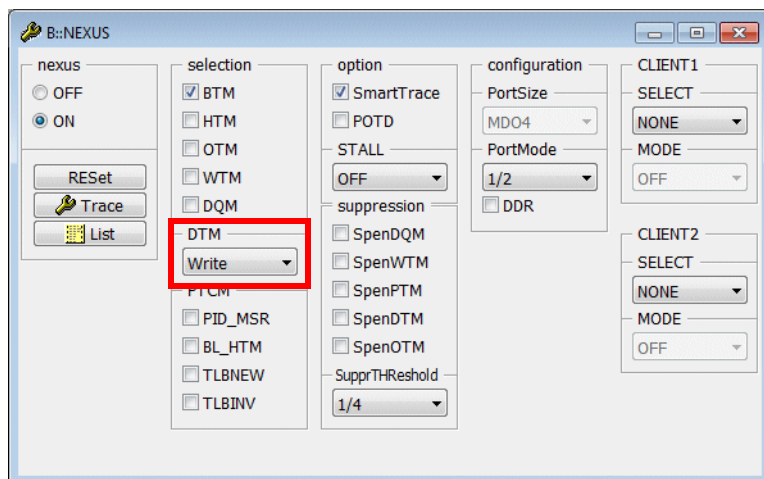 B::NEXUS
nexus
OFF
ON
RESet
Trace
List
selection
BTM
HTM
OTM
WTM
DQM
DTM
Write
PTCM
PID_MSR
BL_HTM
TLBNEW
TLBINV
option
SmartTrace
POTD
STALL
OFF
suppression
SpenDQM
SpenWTM
SpenPTM
SpenDTM
SpenOTM
SupprTHReshold
1/4
configuration
PortSize
MDO4
PortMode
1/2
DDR
CLIENT1
SELECT
NONE
MODE
OFF
CLIENT2
SELECT
NONE
MODE
OFF